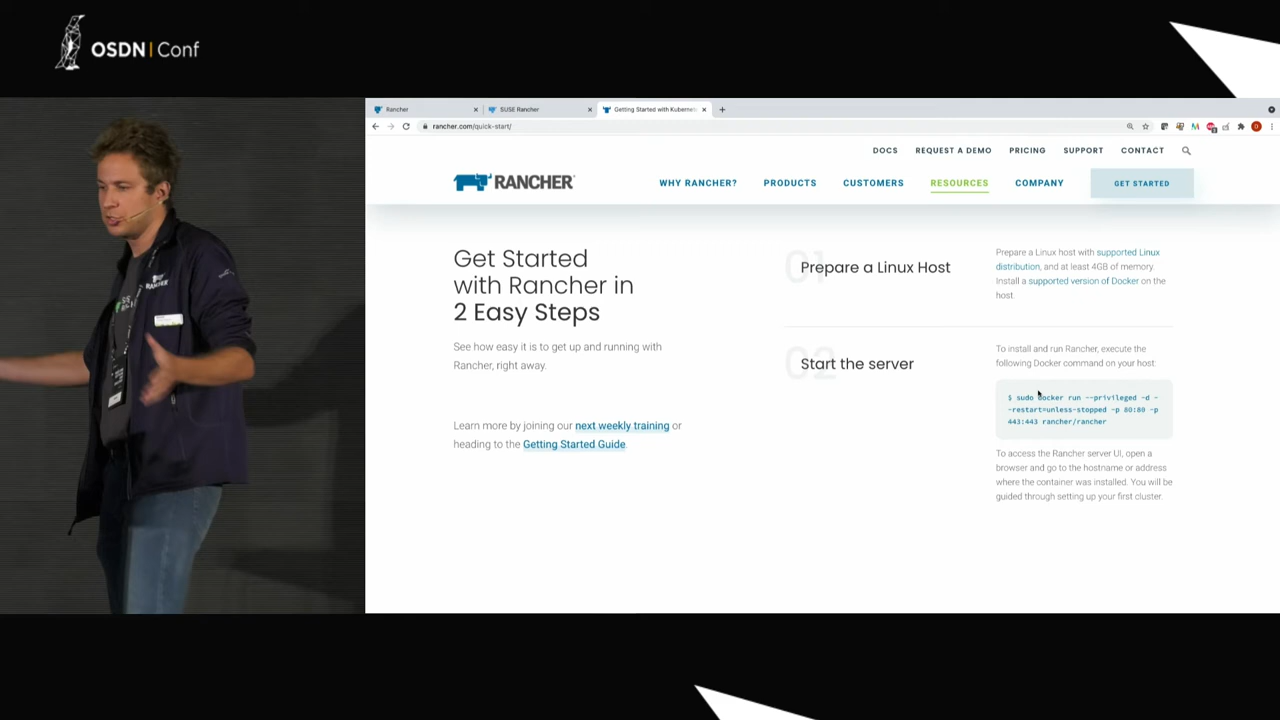 OSDN | Conf
Rancher
SUSE Rancher
Getting Started with Kubernet
rancher.com/quick-start/
DOCS
REQUEST A DEMO
PRICING
SUPPORT
CONTACT
RANCHER
WHY RANCHER?
PRODUCTS
CUSTOMERS
RESOURCES
COMPANY
GET STARTED
Get Started
with Rancher in
2 Easy Steps
See how easy it is to get up and running with
Rancher, right away.
Learn more by joining our next weekly training or
heading to the Getting Started Guide.
01
Prepare a Linux Host
Prepare a Linux host with supported Linux
distribution, and at least 4GB of memory.
Install a supported version of Docker on the
host.
02
Start the server
To install and run Rancher, execute the
following Docker command on your host:
$ sudo docker run --privileged -d -
-restart=unless-stopped -p 80:80 -p
443:443 rancher/rancher
To access the Rancher server UI, open a
browser and go to the hostname or address
where the container was installed. You will be
guided through setting up your first cluster.
RANCHER